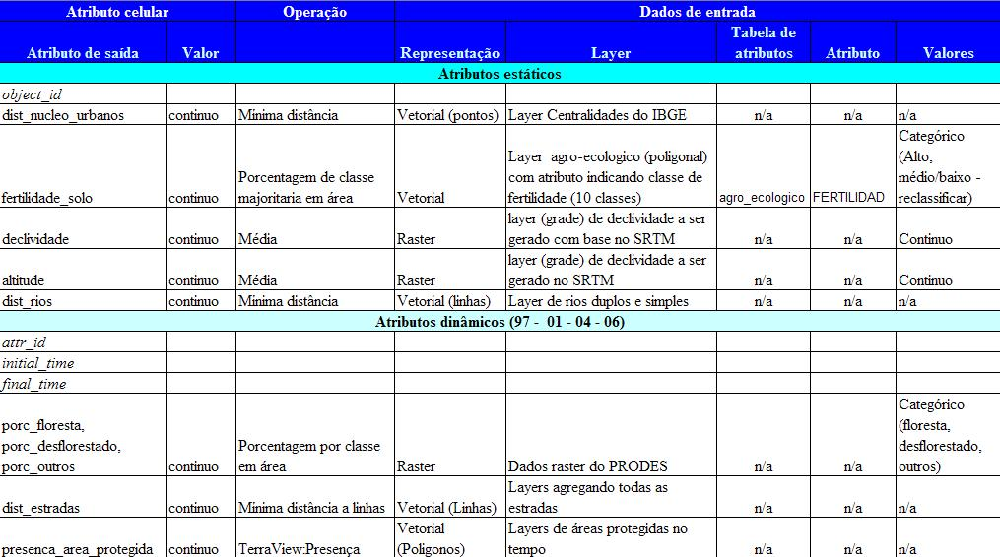 Atributo celular Operação Dados de entrada
Atributo de saída Valor Representação Layer Tabela de atributos Atributo Valores
Atributos estáticos
object_id
dist_nucleo_urbanos continuo Mínima distância Vetorial (pontos) Layer Centralidades do IBGE n/a n/a n/a
fertilidade_solo continuo Porcentagem de classe majoritaria em área Vetorial Layer agro-ecologico (poligonal) com atributo indicando classe de fertilidade (10 classes) agro_ecologico FERTILIDAD Categórico (Alto, médio/baixo - reclassificar)
declividade continuo Média Raster layer (grade) de declividade a ser gerado com base no SRTM n/a n/a Continuo
altitude continuo Média Raster layer (grade) de declividade a ser gerado no SRTM n/a n/a Continuo
dist_rios continuo Mínima distância Vetorial (linhas) Layer de rios duplos e simples n/a n/a n/a
Atributos dinâmicos (97 - 01 - 04 - 06)
attr_id
initial_time
final_time
porc_floresta, porc_desflorestado, porc_outros continuo Porcentagem por classe em área Raster Dados raster do PRODES n/a n/a Categórico (floresta, desflorestado, outros)
dist_estradas continuo Mínima distância a linhas Vetorial (Linhas) Layers agregando todas as estradas n/a n/a n/a
presenca_area_protegida continuo TerraView:Presença Vetorial (Poligonos) Layers de áreas protegidas no tempo n/a n/a n/a